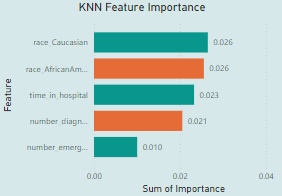 KNN Feature Importance
Feature
race_Caucasian 0.026
race_AfricanAm... 0.026
time_in_hospital 0.023
number_diagn... 0.021
number_emerg... 0.010
0.00 0.02 0.04
Sum of Importance